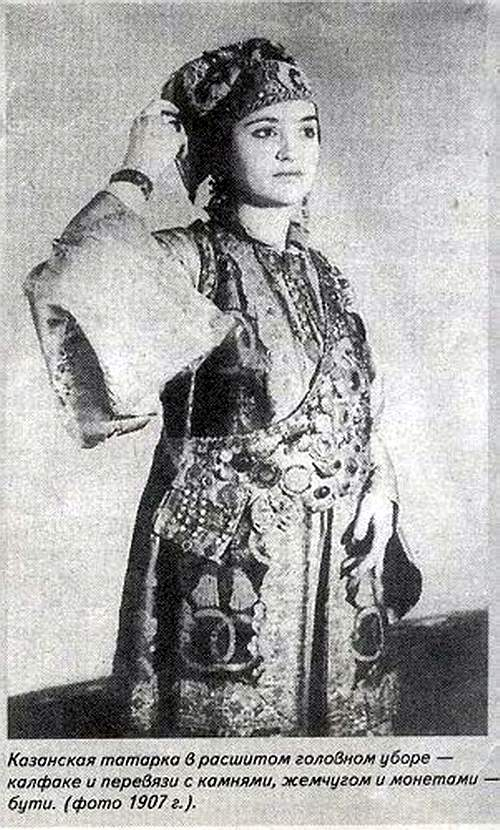 Казанская татарка в расшитом головном уборе —
калфаке и перевязи с камнями, жемчугом и монетами —
бути. (фото 1907 г.).